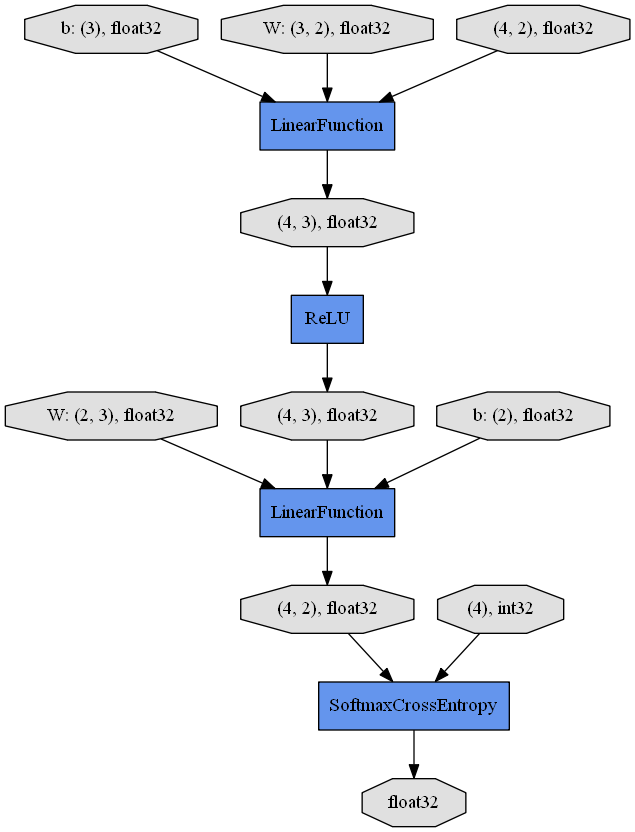 b: (3), float32
W: (3, 2), float32
(4, 2), float32
LinearFunction
(4, 3), float32
ReLU
W: (2, 3), float32
(4, 3), float32
b: (2), float32
LinearFunction
(4, 2), float32
(4), int32
SoftmaxCrossEntropy
float32